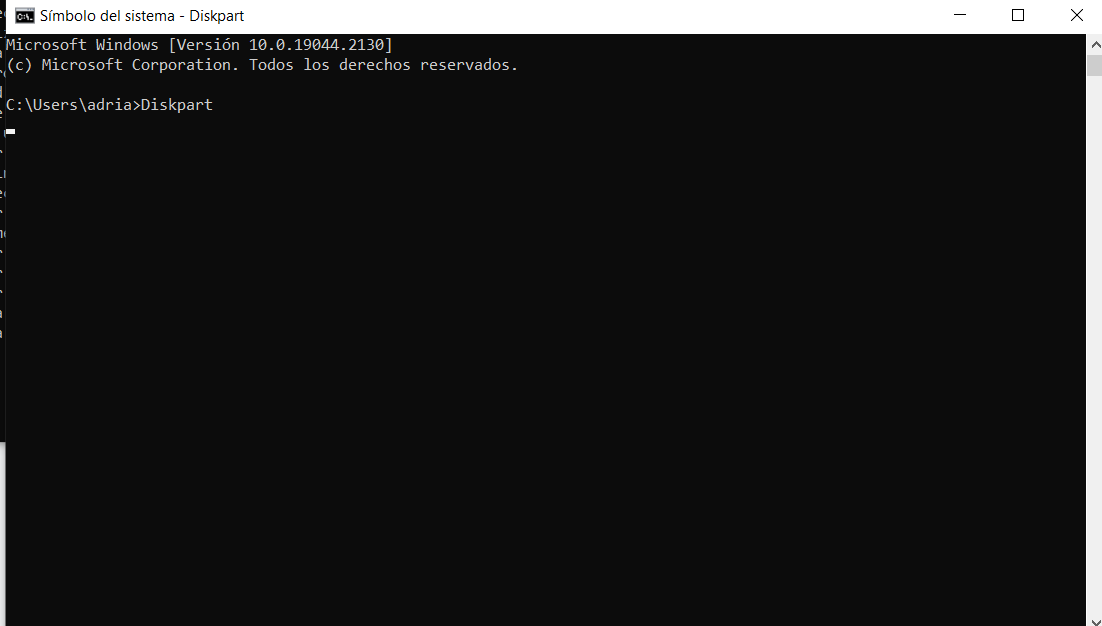 Símbolo del sistema - Diskpart
Microsoft Windows [Versión 10.0.19044.2130]
(c) Microsoft Corporation. Todos los derechos reservados.
C:\Users\adria>Diskpart